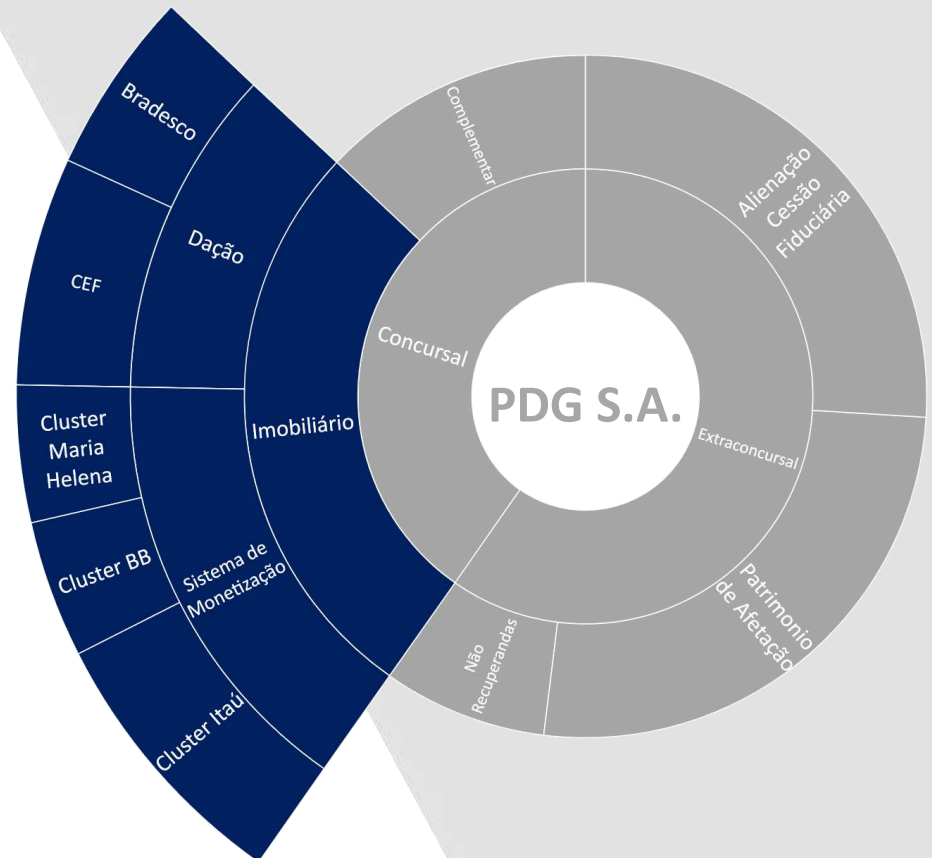 Bradesco
Complementar
Alienação
Cessão
Fiduciária
Dação
CEF
Concursal
PDG S.A.
Cluster
Maria
Helena
Imobiliário
Extraconcursal
Cluster BB
Sistema de
Monetização
Patrimonio
de Afetação
Não
Recuperandas
Cluster Itaú